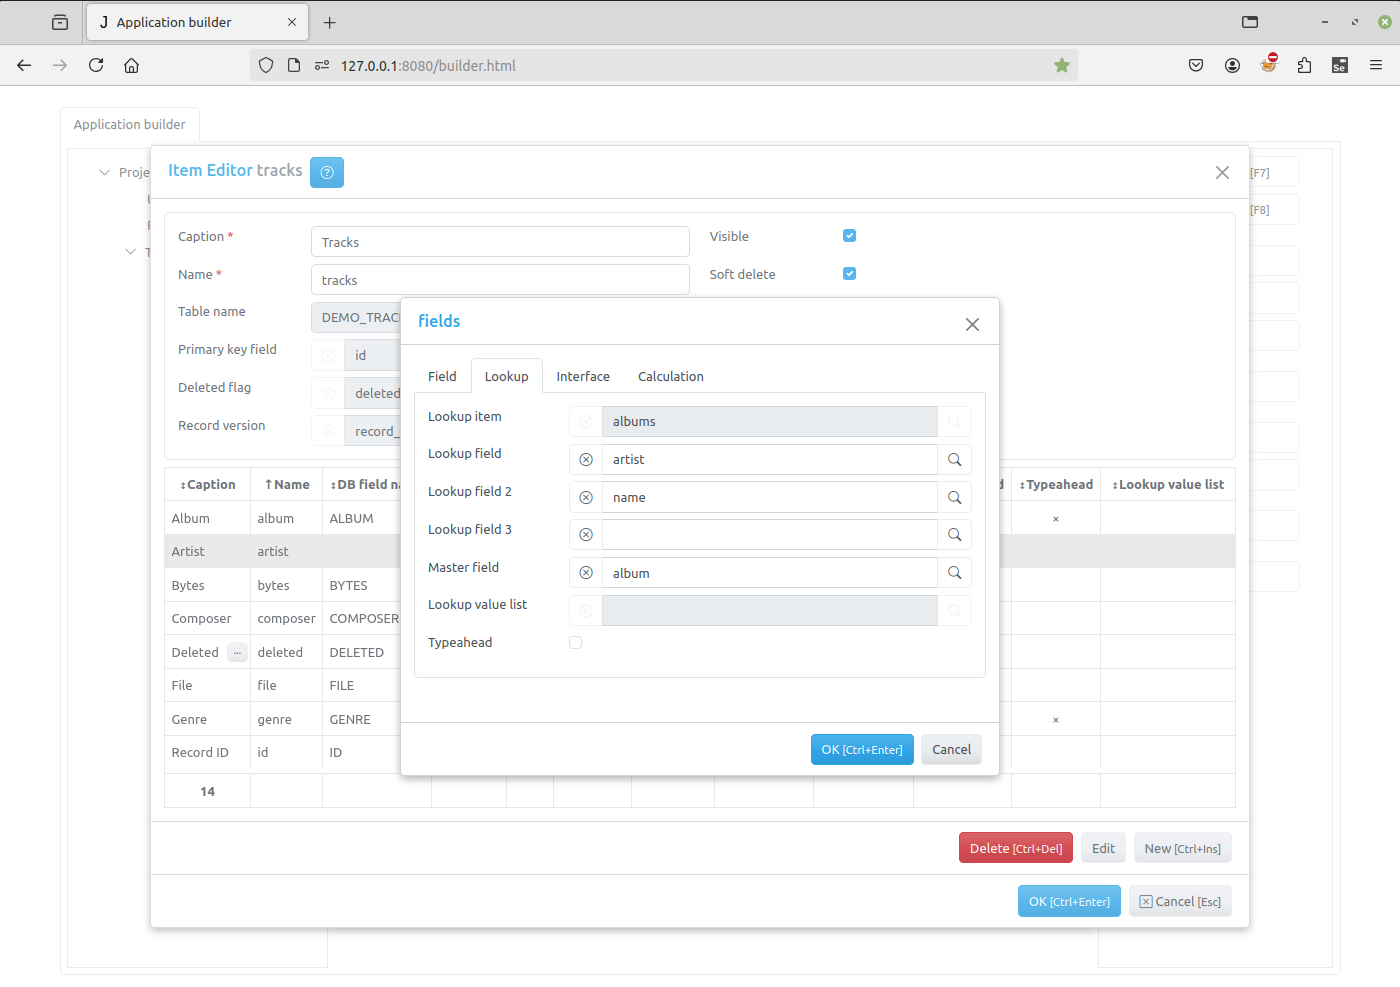 J Application builder
127.0.0.1:8080/builder.html
Application builder
Item Editor tracks
Proje
[F7]
[F8]
Caption *
Tracks
Visible
Name *
tracks
Soft delete
Table name
DEMO_TRAC
Primary key field
id
Deleted flag
deleted
Record version
record_
fields
Field
Lookup
Interface
Calculation
Lookup item
albums
Lookup field
artist
Lookup field 2
name
Lookup field 3
Master field
album
Lookup value list
Typeahead
OK [Ctrl+Enter]
Cancel
Caption Name DB field na Typeahead Lookup value list
Album album ALBUM ×
Artist artist
Bytes bytes BYTES
Composer composer COMPOSER
Deleted ... deleted DELETED
File file FILE
Genre genre GENRE ×
Record ID id ID
14
Delete [Ctrl+Del]
Edit
New [Ctrl+Ins]
OK [Ctrl+Enter]
Cancel [Esc]